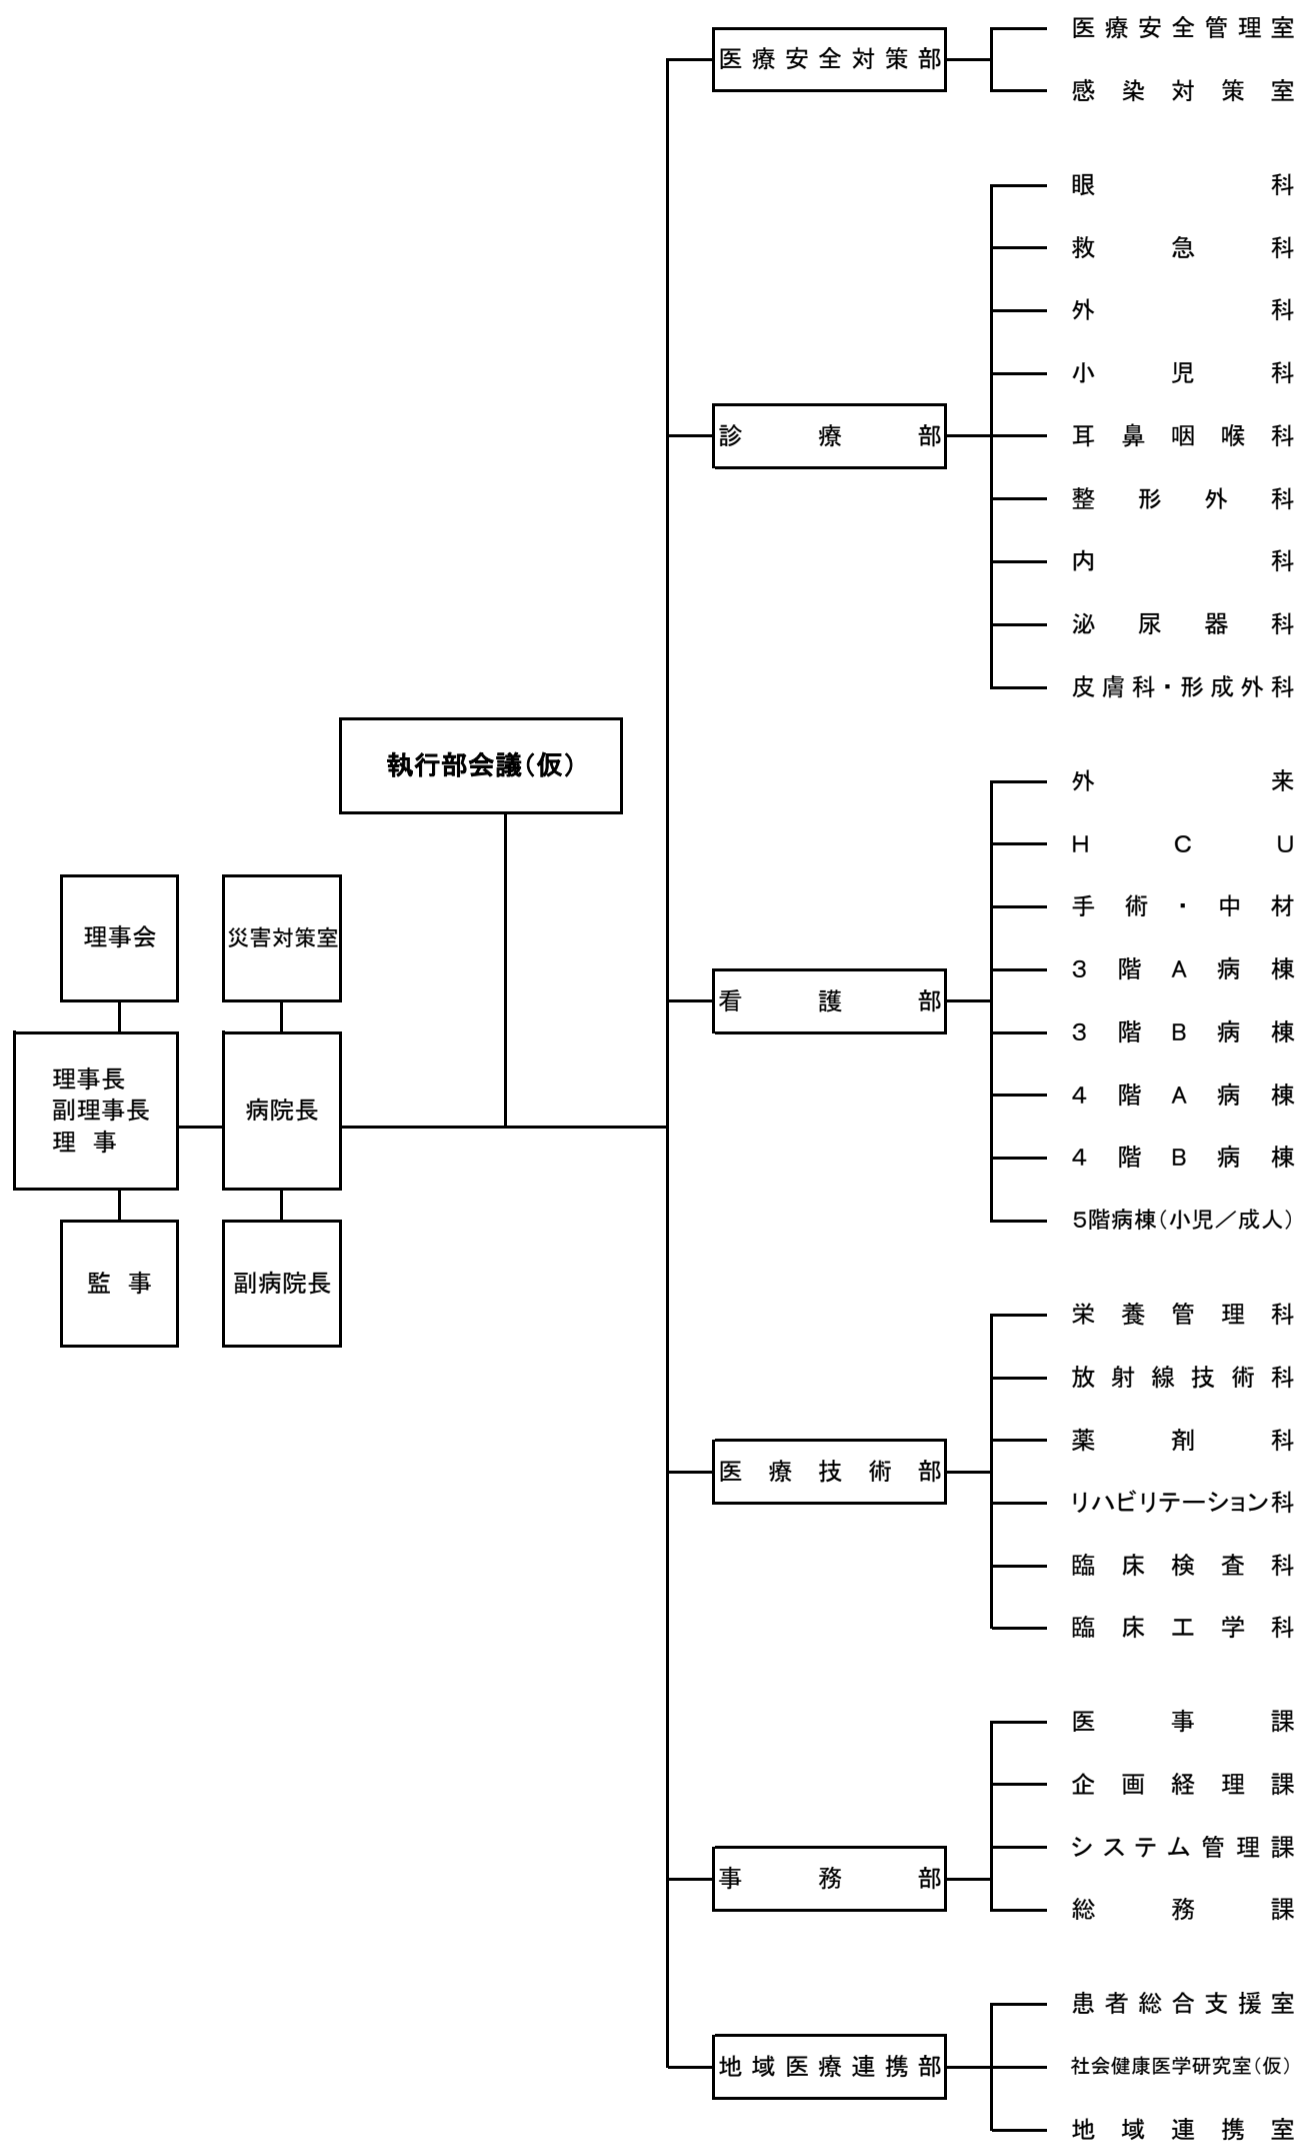 執行部会議（仮）
理事会
災害対策室
理事長
副理事長
理事
病院長
監事
副病院長
医療安全対策部
医療安全管理室
感染対策室
診療部
眼科
救急科
外科
小児科
耳鼻咽喉科
整形外科
内科
泌尿器科
皮膚科・形成外科
看護部
外来
HCU
手術・中材
3階A病棟
3階B病棟
4階A病棟
4階B病棟
5階病棟（小児／成人）
医療技術部
栄養管理科
放射線技術科
薬剤科
リハビリテーション科
臨床検査科
臨床工学科
事務部
医事課
企画経理課
システム管理課
総務課
地域医療連携部
患者総合支援室
社会健康医学研究室（仮）
地域連携室